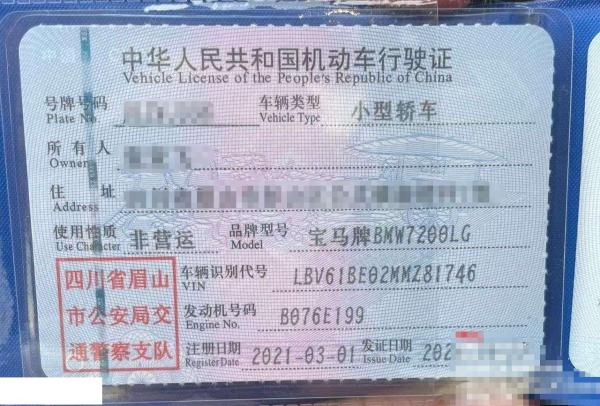 中华人民共和国机动车行驶证
Vehicle License of the People's Republic of China
号牌号码 车辆类型 小型轿车
Plate No. Vehicle Type
所有人
Owner
住址
Address
使用性质 非营运 品牌型号 宝马牌BMW7200LG
Use Character Model
四川省眉山 车辆识别代号 LBV61BE02MMZ81746
VIN
市公安局交 发动机号码 B076E199
Engine No.
通警察支队 注册日期 2021-03-01 发证日期 202
Register Date Issue Date